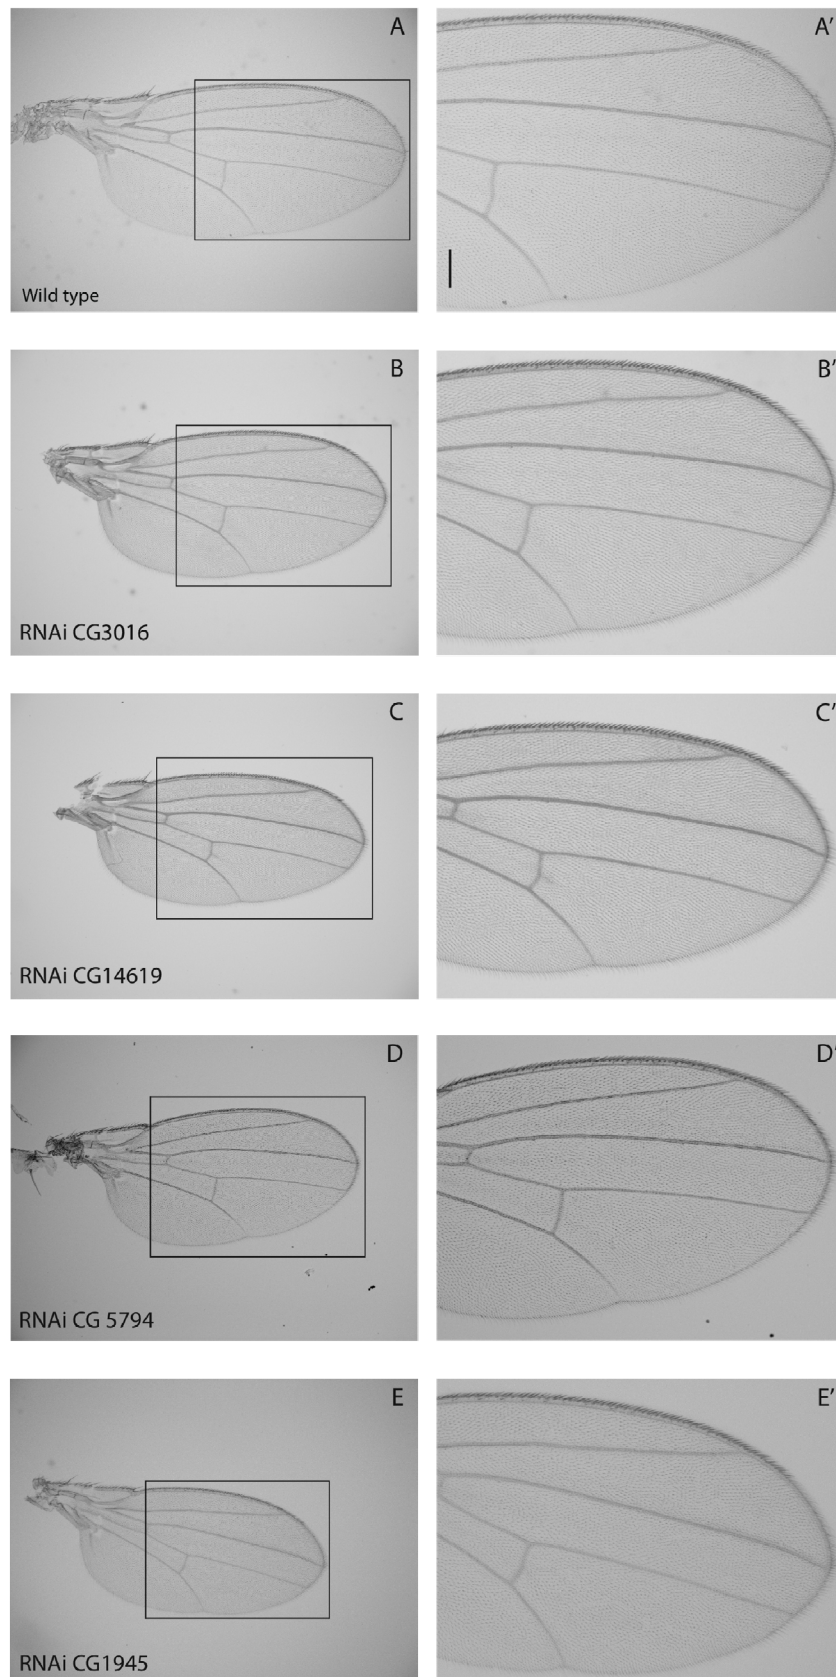 A
A'
Wild type
B
B'
RNAi CG3016
C
C'
RNAi CG14619
D
D'
RNAi CG 5794
E
E'
RNAi CG1945